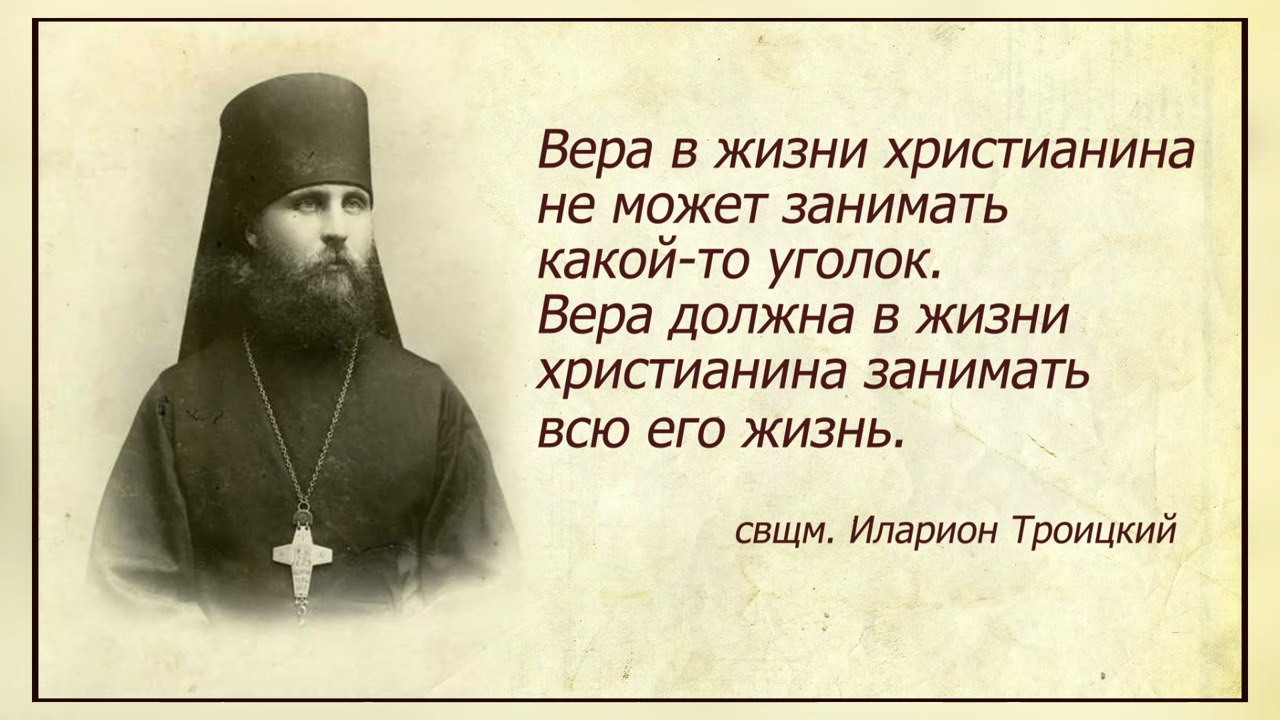 Вера в жизни христианина
не может занимать
какой-то уголок.
Вера должна в жизни
христианина занимать
всю его жизнь.
свщм. Иларион Троицкий